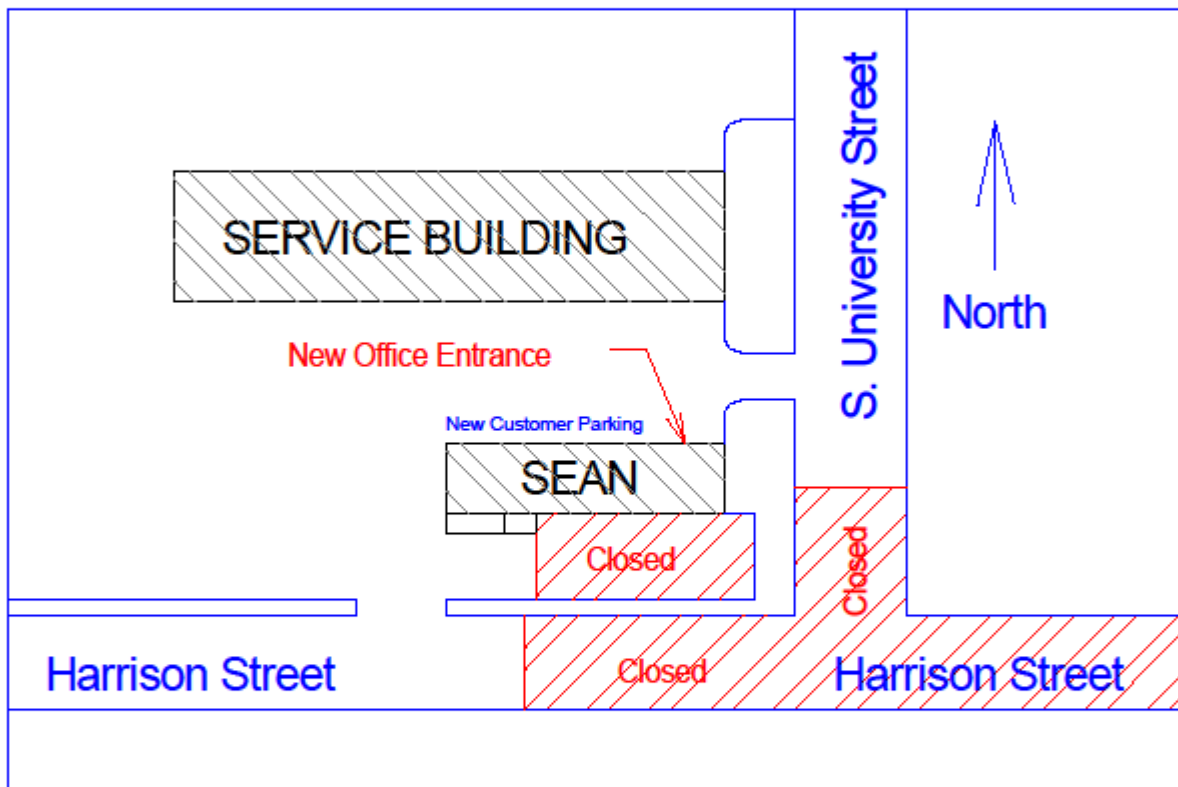 S. University Street
SERVICE BUILDING
North
New Office Entrance
New Customer Parking
SEAN
Closed
Closed
Harrison Street
Closed
Harrison Street